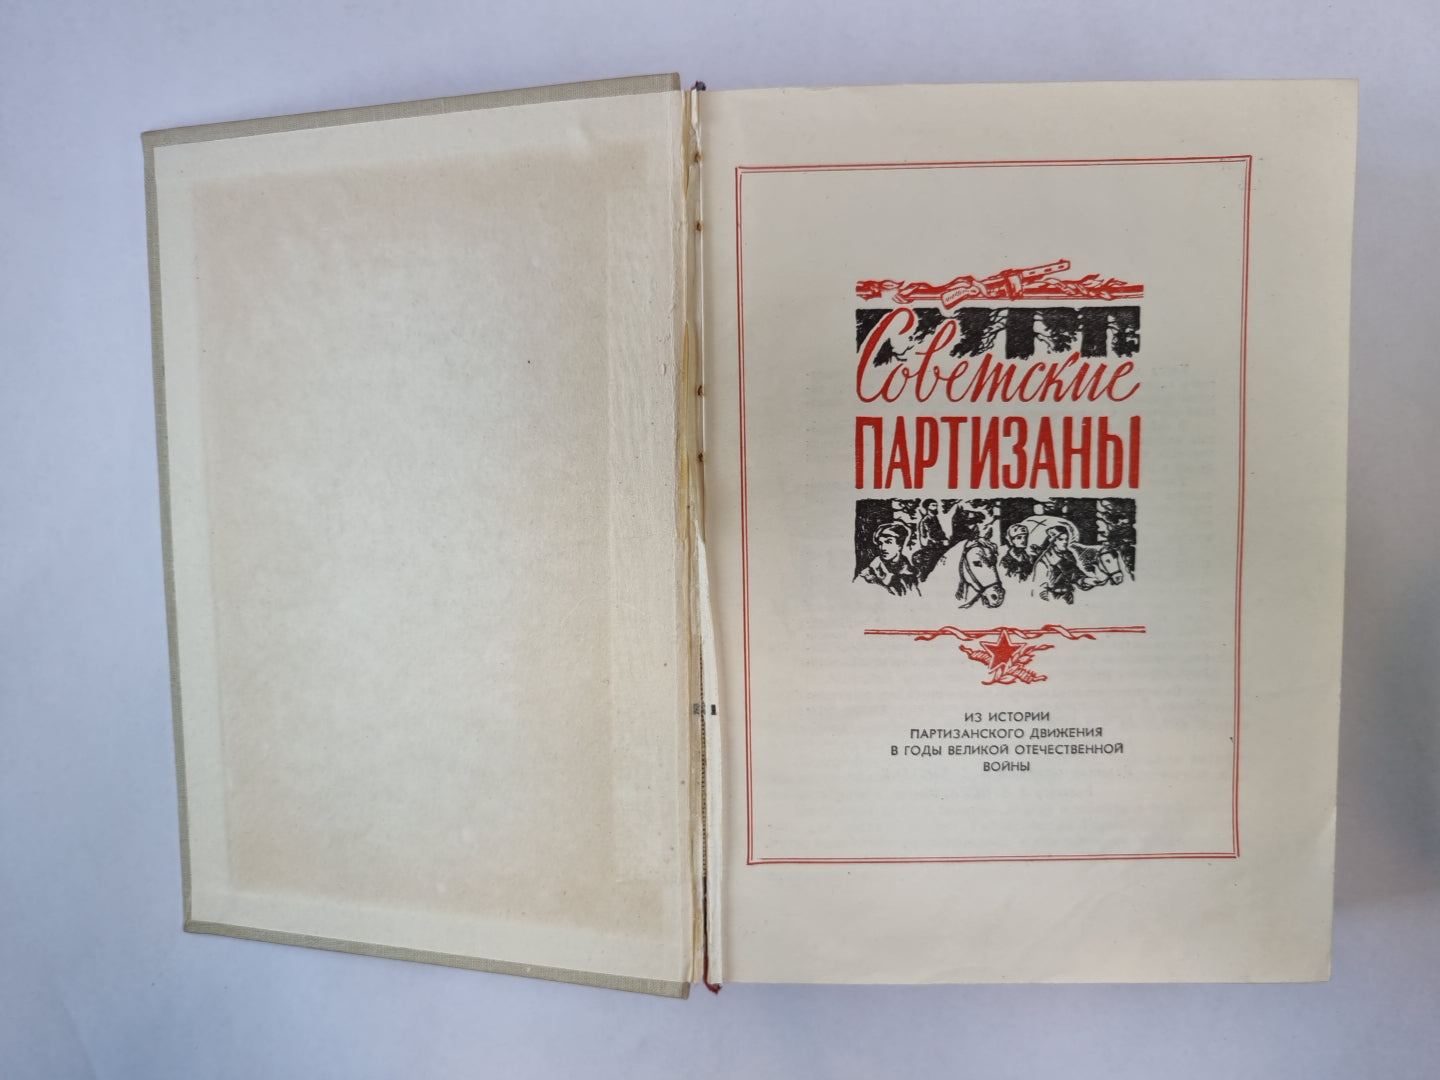 Советские
ПАРТИЗАНЫ
ИЗ ИСТОРИИ
ПАРТИЗАНСКОГО ДВИЖЕНИЯ
В ГОДЫ ВЕЛИКОЙ ОТЕЧЕСТВЕННОЙ
ВОЙНЫ